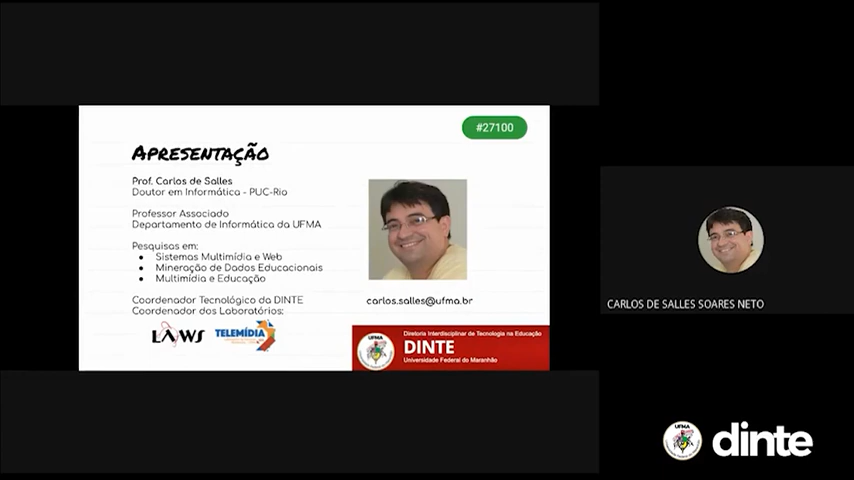 #27100
APRESENTAÇÃO
Prof. Carlos de Salles
Doutor em Informática - PUC-Rio
Professor Associado
Departamento de Informática da UFMA
Pesquisas em:
Sistemas Multimídia e Web
Mineração de Dados Educacionais
Multimídia e Educação
Coordenador Tecnológico da DINTE
Coordenador dos Laboratórios:
LAWS
TELEMÍDIA
carlos.salles@ufma.br
UFMA
Diretoria Interdisciplinar de Tecnologia na Educação
DINTE
Universidade Federal do Maranhão
CARLOS DE SALLES SOARES NETO
UFMA
dinte